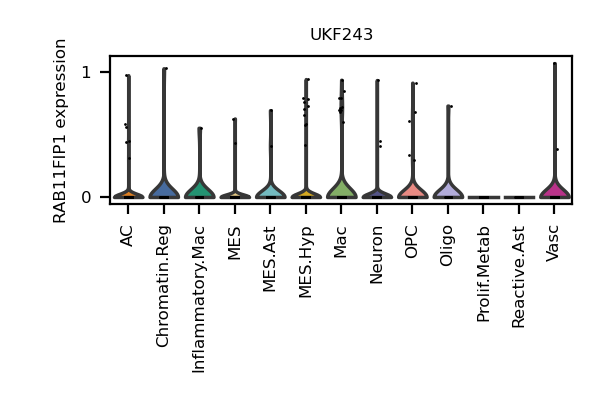 UKF243
RAB11FIP1 expression
1
0
AC
Chromatin.Reg
Inflammatory.Mac
MES
MES.Ast
MES.Hyp
Mac
Neuron
OPC
Oligo
Prolif.Metab
Reactive.Ast
Vasc